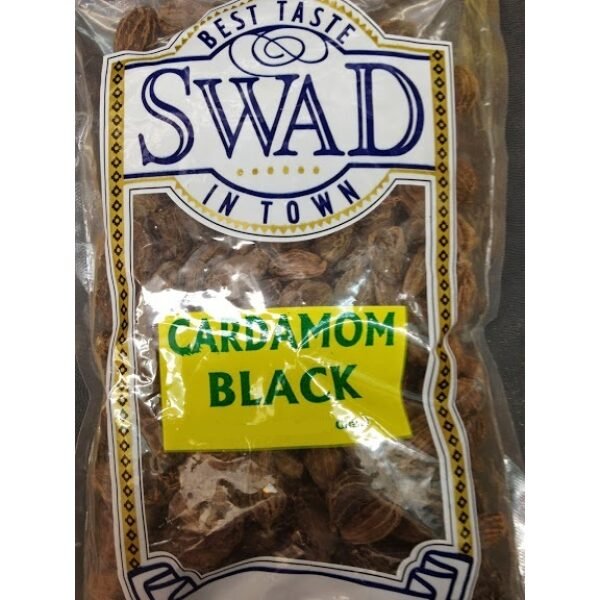 BEST TASTE
SWAD
IN TOWN
CARDAMOM
BLACK